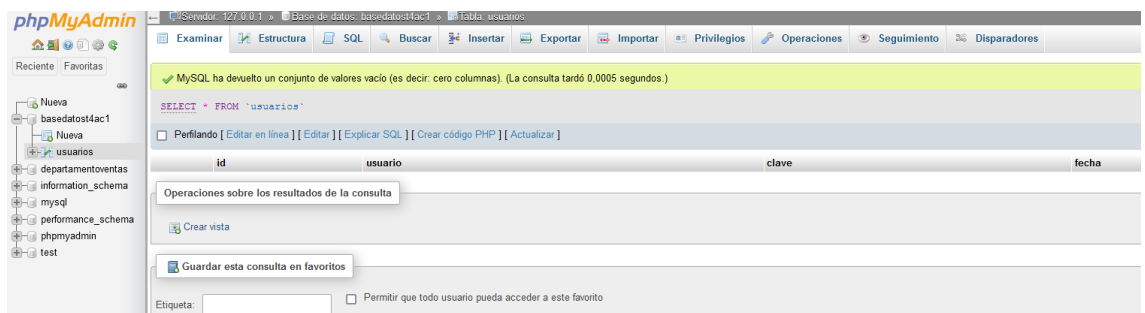 phpMyAdmin
Reciente Favoritas
Nueva
basedatost4ac1
Nueva
usuarios
departamentoventas
information_schema
mysql
performance_schema
phpmyadmin
test
Servidor: 127.0.0.1 » Base de datos: basedatost4ac1 » Tabla: usuarios
Examinar Estructura SQL Buscar Insertar Exportar Importar Privilegios Operaciones Seguimiento Disparadores
MySQL ha devuelto un conjunto de valores vacío (es decir: cero columnas). (La consulta tardó 0,0005 segundos.)
SELECT * FROM `usuarios`
Perfilando [ Editar en línea ] [ Editar ] [ Explicar SQL ] [ Crear código PHP ] [ Actualizar ]
id usuario clave fecha
Operaciones sobre los resultados de la consulta
Crear vista
Guardar esta consulta en favoritos
Etiqueta: Permitir que todo usuario pueda acceder a este favorito